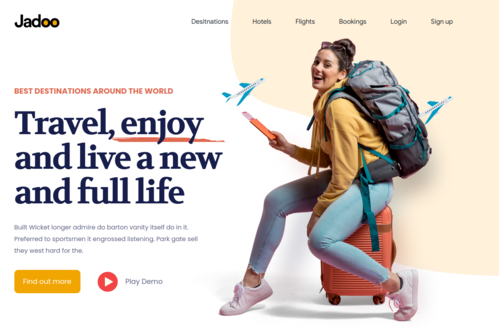 Jadoo
Desitnations Hotels Flights Bookings Login Sign up
BEST DESTINATIONS AROUND THE WORLD
Travel, enjoy
and live a new
and full life
Built Wicket longer admire do barton vanity itself do in it.
Preferred to sportsmen it engrossed listening. Park gate sell
they west hard for the.
Find out more
Play Demo